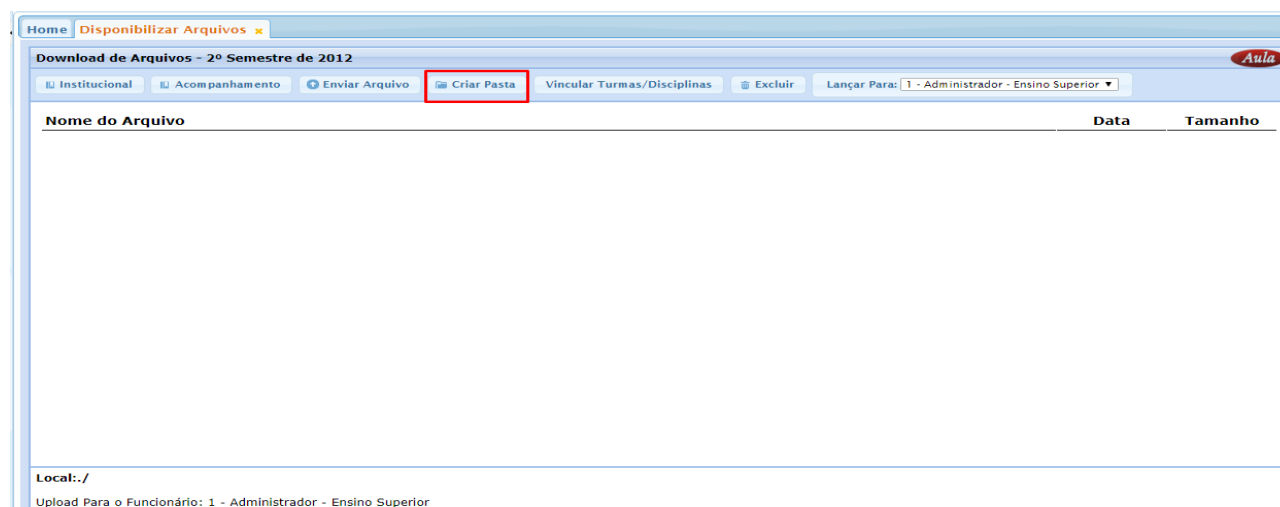 Home Disponibilizar Arquivos x
Download de Arquivos - 2º Semestre de 2012 Aula
Institucional Acompanhamento Enviar Arquivo Criar Pasta Vincular Turmas/Disciplinas Excluir Lançar Para: 1 - Administrador - Ensino Superior
Nome do Arquivo Data Tamanho
Local:./
Upload Para o Funcionário: 1 - Administrador - Ensino Superior